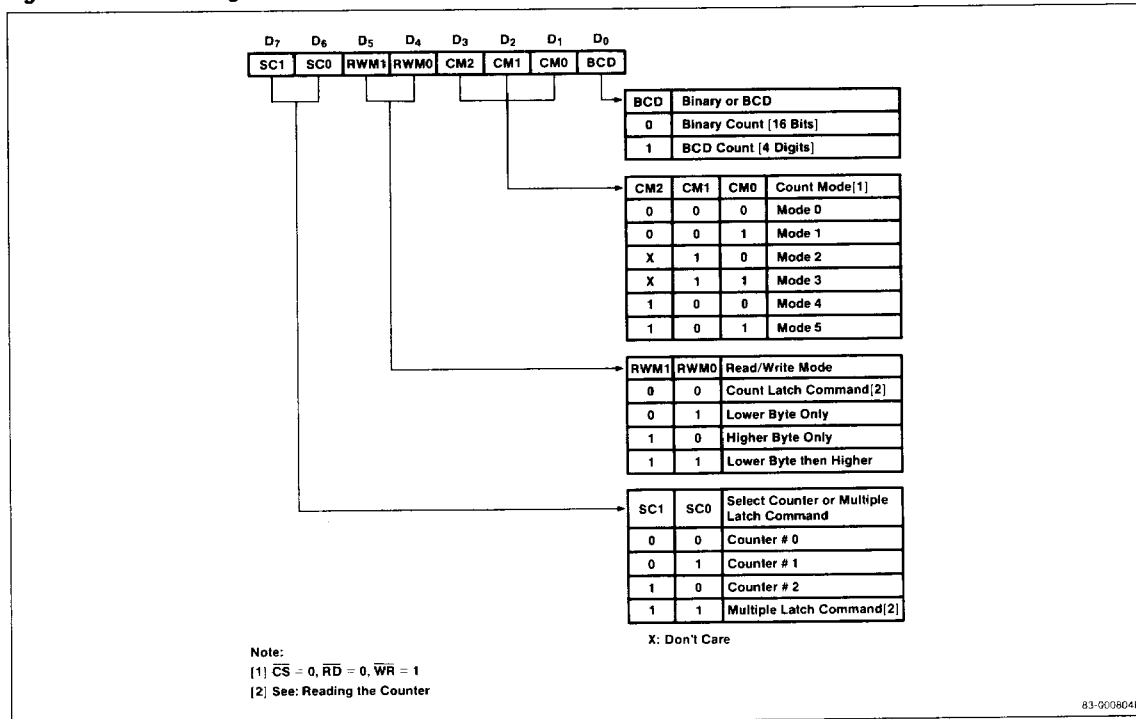 D7 D6 D5 D4 D3 D2 D1 D0
SC1 SC0 RWM1 RWM0 CM2 CM1 CM0 BCD
BCD Binary or BCD
0 Binary Count [16 Bits]
1 BCD Count [4 Digits]
CM2 CM1 CM0 Count Mode[1]
0 0 0 Mode 0
0 0 1 Mode 1
X 1 0 Mode 2
X 1 1 Mode 3
1 0 0 Mode 4
1 0 1 Mode 5
RWM1 RWM0 Read/Write Mode
0 0 Count Latch Command[2]
0 1 Lower Byte Only
1 0 Higher Byte Only
1 1 Lower Byte then Higher
SC1 SC0 Select Counter or Multiple
Latch Command
0 0 Counter # 0
0 1 Counter # 1
1 0 Counter # 2
1 1 Multiple Latch Command[2]
X: Don't Care
Note:
[1] C̅S̅ = 0, R̅D̅ = 0, W̅R̅ = 1
[2] See: Reading the Counter